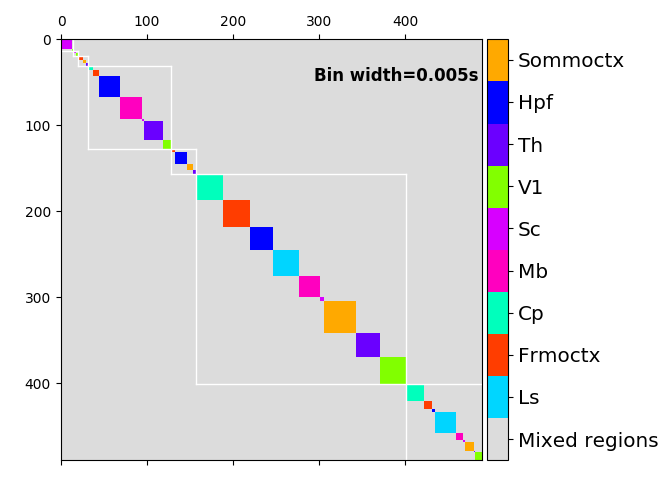 0 100 200 300 400
0
100
200
300
400
Bin width=0.005s
Sommoctx
Hpf
Th
V1
Sc
Mb
Cp
Frmoctx
Ls
Mixed regions